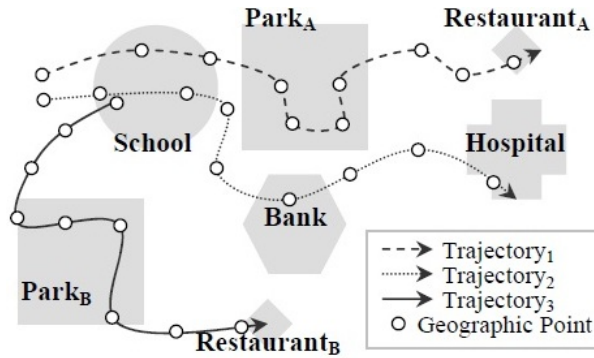 Park_A
Restaurant_A
School
Hospital
Bank
Park_B
Restaurant_B
Trajectory_1
Trajectory_2
Trajectory_3
Geographic Point